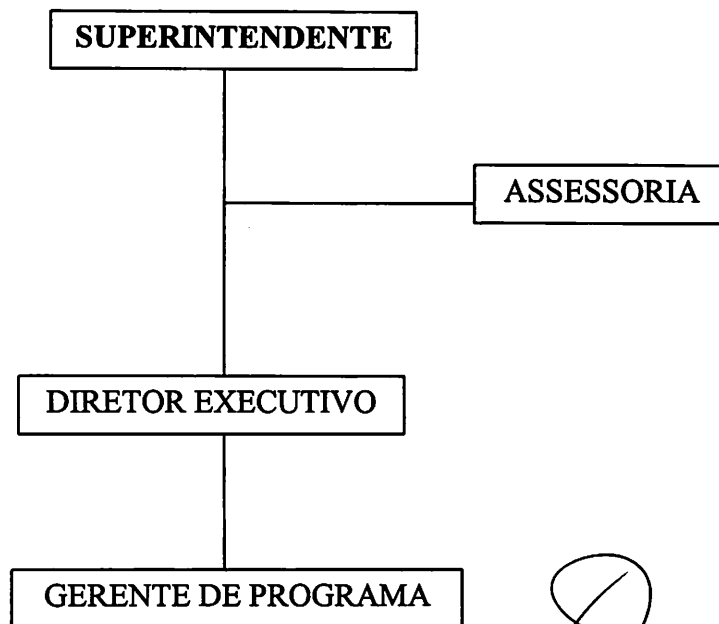 SUPERINTENDENTE
ASSESSORIA
DIRETOR EXECUTIVO
GERENTE DE PROGRAMA